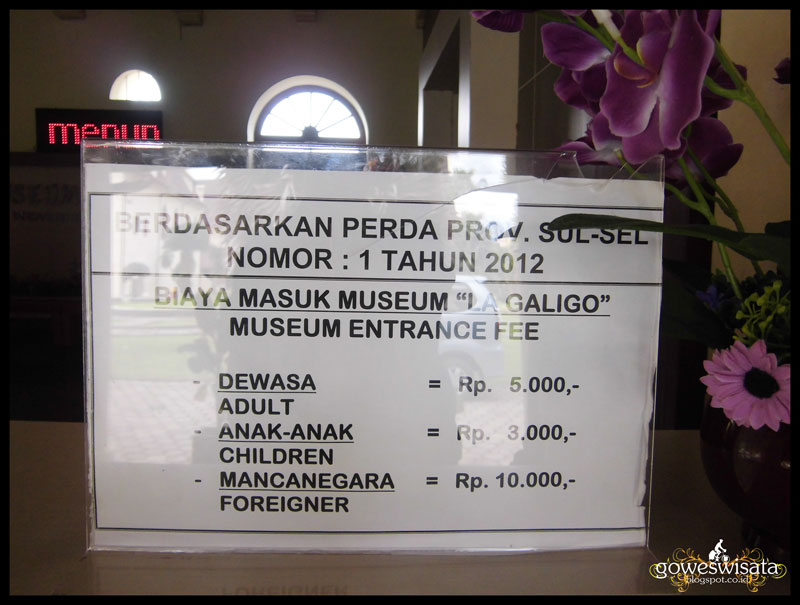 menun
BERDASARKAN PERDA PROV. SUL-SEL
NOMOR : 1 TAHUN 2012
BIAYA MASUK MUSEUM “LA GALIGO”
MUSEUM ENTRANCE FEE
- DEWASA = Rp. 5.000,-
ADULT
- ANAK-ANAK = Rp. 3.000,-
CHILDREN
- MANCANEGARA = Rp. 10.000,-
FOREIGNER
goweswisata
blogspot.co.id